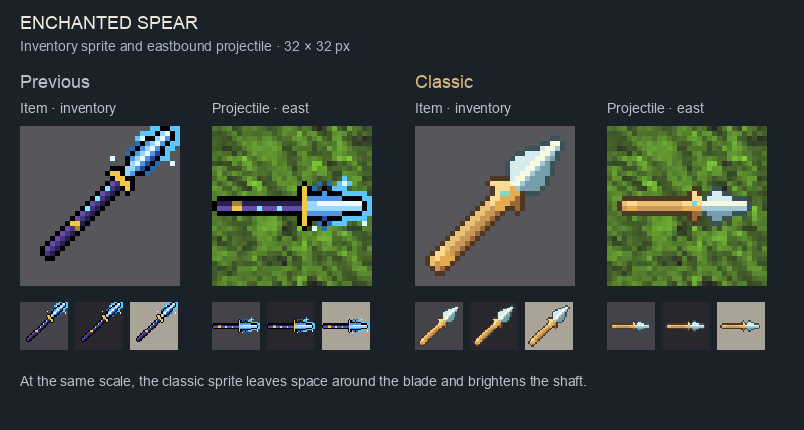 ENCHANTED SPEAR
Inventory sprite and eastbound projectile · 32 × 32 px
Previous
Classic
Item · inventory
Projectile · east
Item · inventory
Projectile · east
At the same scale, the classic sprite leaves space around the blade and brightens the shaft.